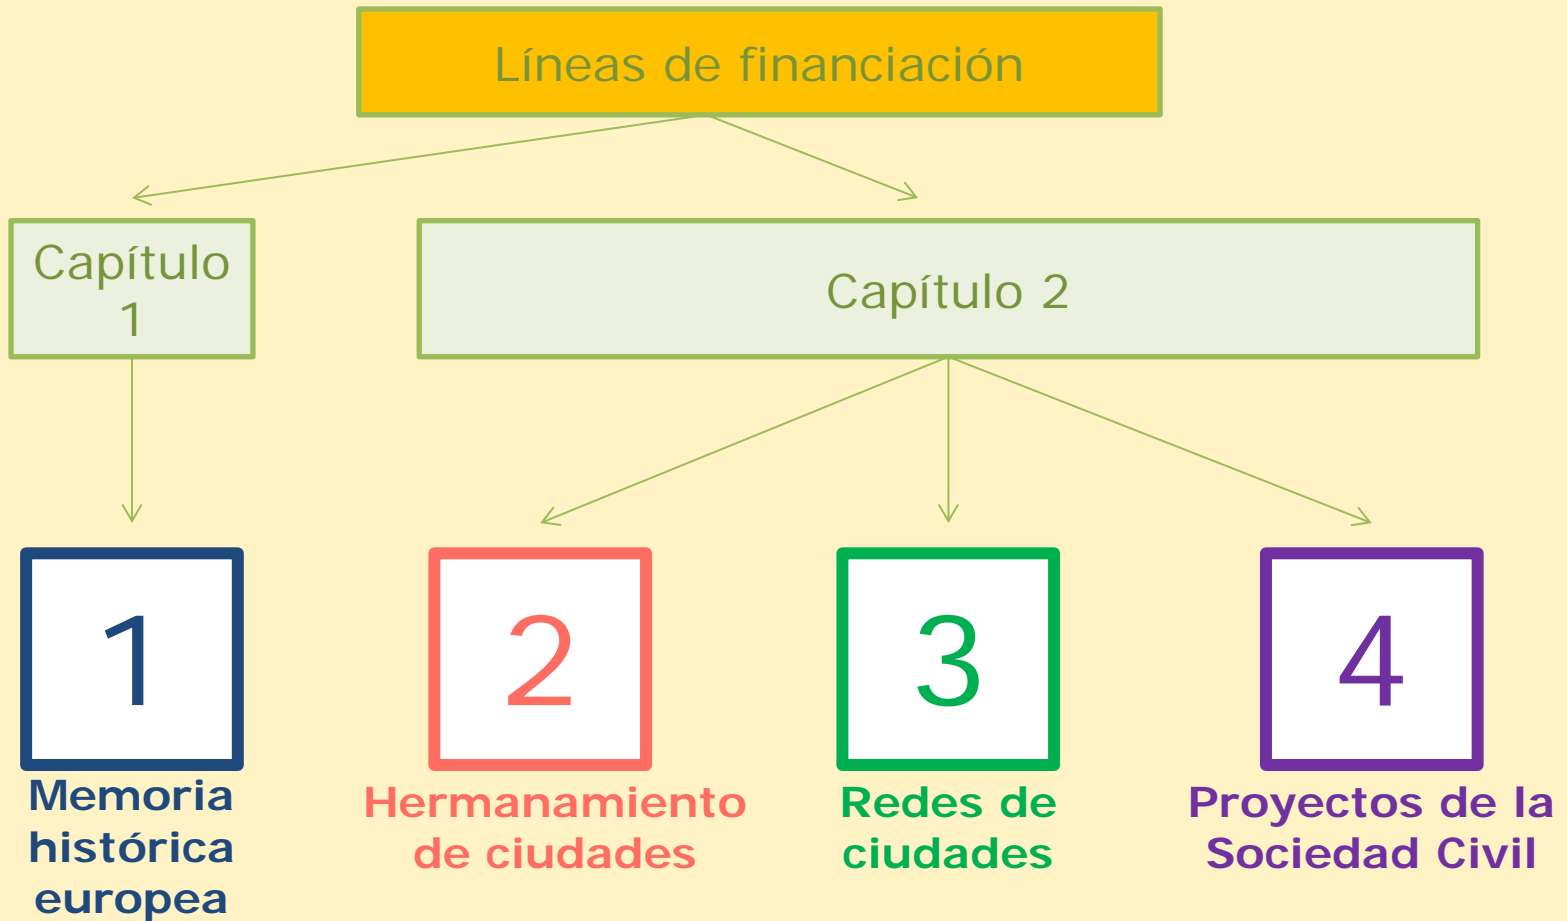 Líneas de financiación
Capítulo
1
Capítulo 2
1
2
3
4
Memoria
histórica
europea
Hermanamiento
de ciudades
Redes de
ciudades
Proyectos de la
Sociedad Civil